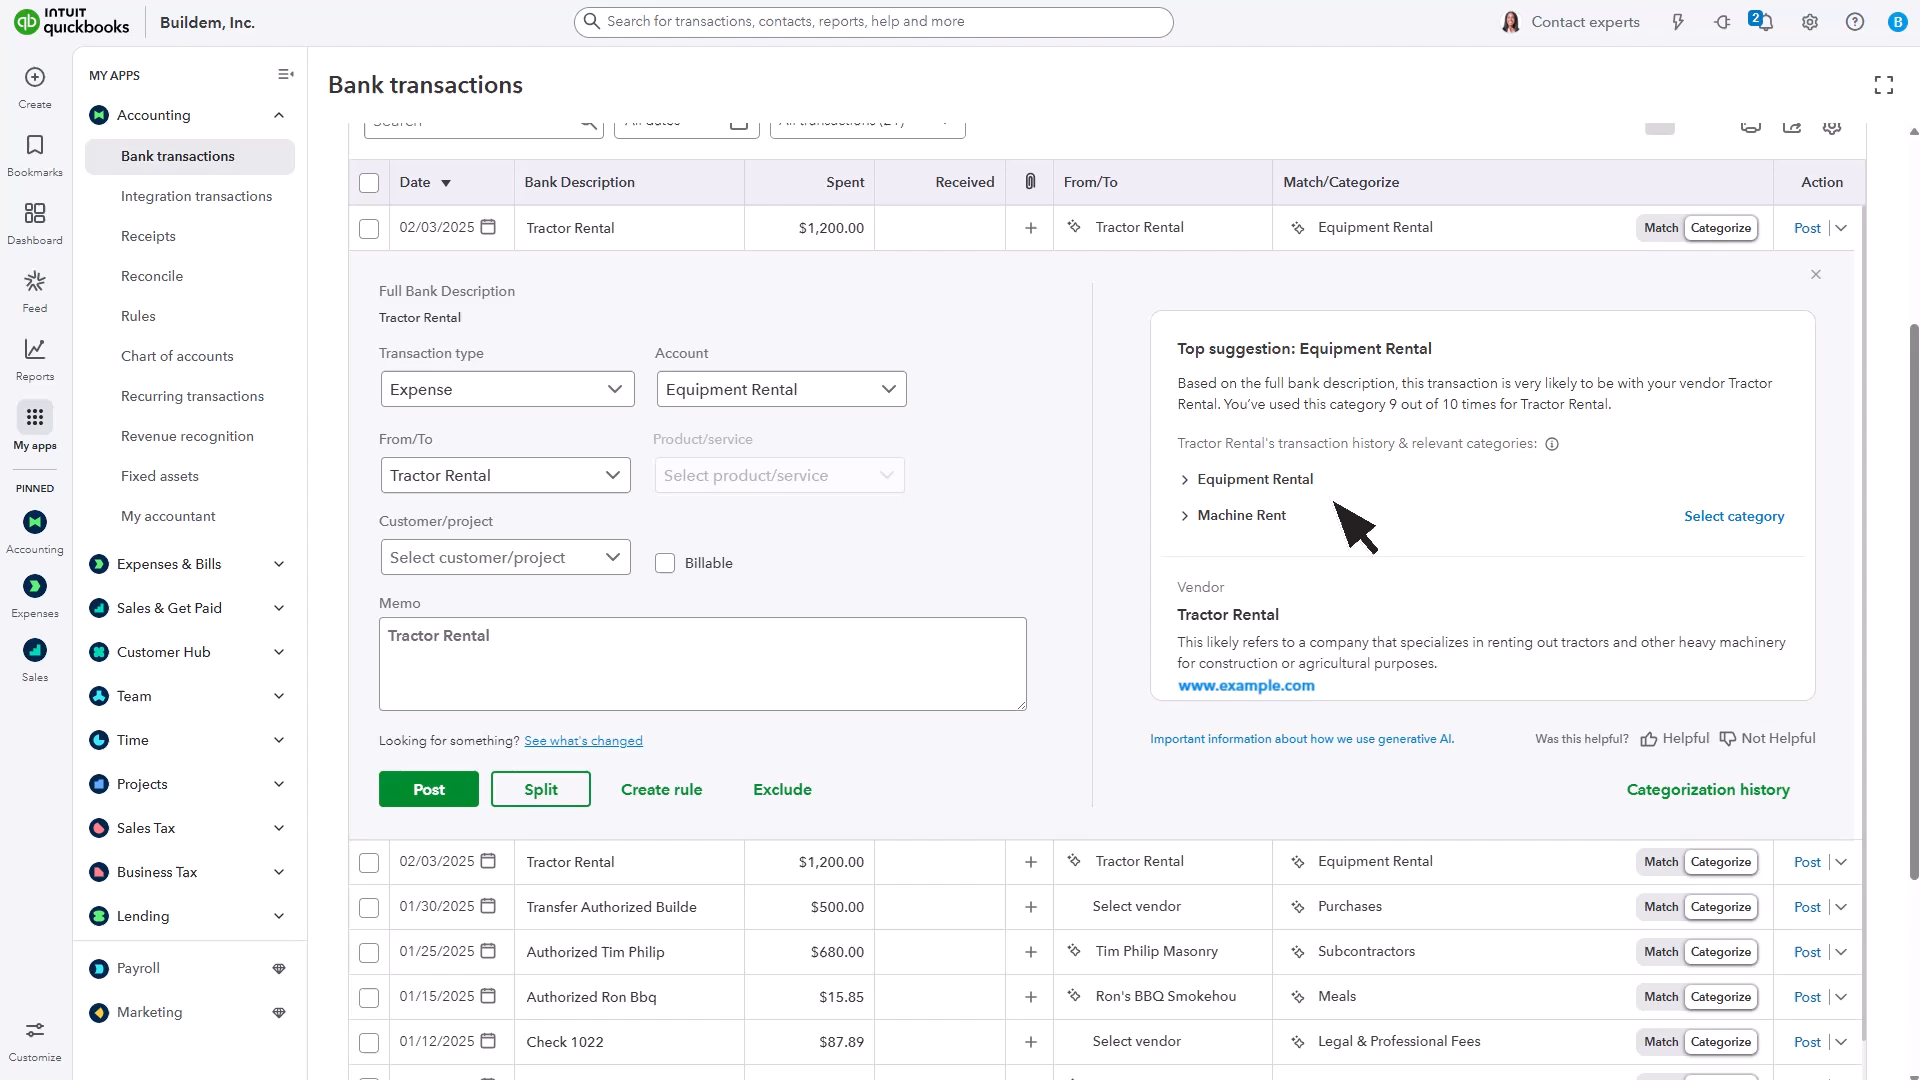 INTUIT
quickbooks
Buildem, Inc.
Search for transactions, contacts, reports, help and more
Contact experts
2
B
Create
Bookmarks
Dashboard
Feed
Reports
My apps
PINNED
Accounting
Expenses
Sales
Customize
MY APPS
Accounting
Bank transactions
Integration transactions
Receipts
Reconcile
Rules
Chart of accounts
Recurring transactions
Revenue recognition
Fixed assets
My accountant
Expenses & Bills
Sales & Get Paid
Customer Hub
Team
Time
Projects
Sales Tax
Business Tax
Lending
Payroll
Marketing
Bank transactions
Search
All dates
Date Bank Description Spent Received From/To Match/Categorize Action
02/03/2025 Tractor Rental $1,200.00 Tractor Rental Equipment Rental Match Categorize Post
Full Bank Description
Tractor Rental
Transaction type Account
Expense Equipment Rental
From/To Product/service
Tractor Rental Select product/service
Customer/project
Select customer/project Billable
Memo
Tractor Rental
Looking for something? See what's changed
Post Split Create rule Exclude
Top suggestion: Equipment Rental
Based on the full bank description, this transaction is very likely to be with your vendor Tractor
Rental. You've used this category 9 out of 10 times for Tractor Rental.
Tractor Rental's transaction history & relevant categories:
Equipment Rental
Machine Rent Select category
Vendor
Tractor Rental
This likely refers to a company that specializes in renting out tractors and other heavy machinery
for construction or agricultural purposes.
www.example.com
Important information about how we use generative AI. Was this helpful? Helpful Not Helpful
Categorization history
02/03/2025 Tractor Rental $1,200.00 Tractor Rental Equipment Rental Match Categorize Post
01/30/2025 Transfer Authorized Builde $500.00 Select vendor Purchases Match Categorize Post
01/25/2025 Authorized Tim Philip $680.00 Tim Philip Masonry Subcontractors Match Categorize Post
01/15/2025 Authorized Ron Bbq $15.85 Ron's BBQ Smokehou Meals Match Categorize Post
01/12/2025 Check 1022 $87.89 Select vendor Legal & Professional Fees Match Categorize Post